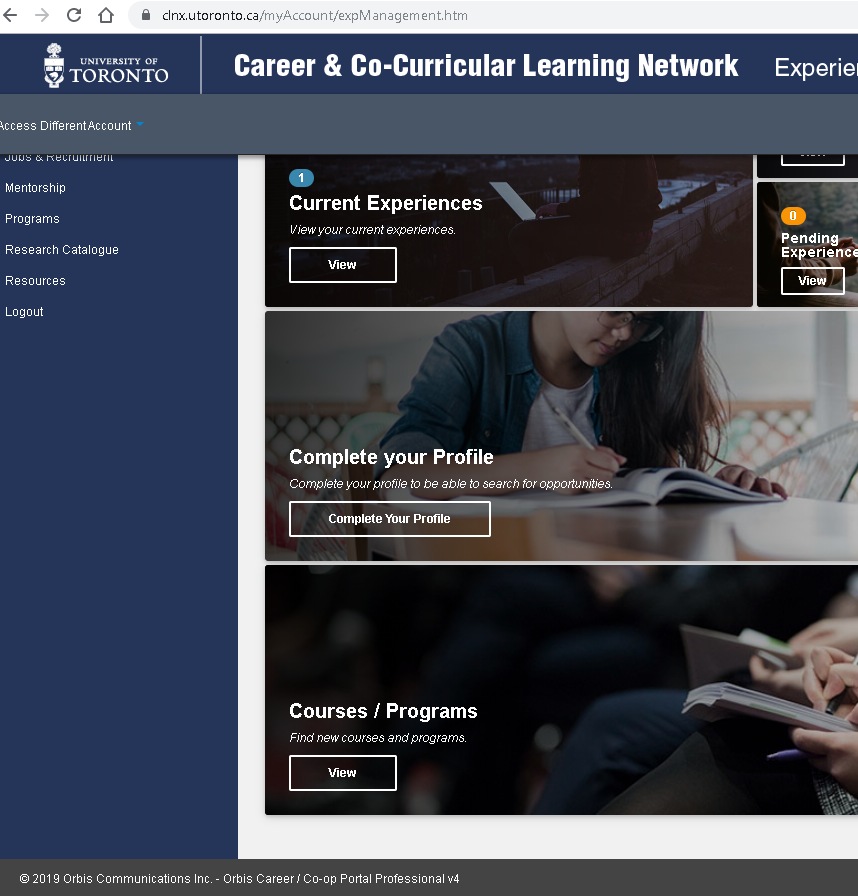 clnx.utoronto.ca/myAccount/expManagement.htm
UNIVERSITY OF
TORONTO
Career & Co-Curricular Learning Network
Experie
Access Different Account
Jobs & Recruitment
Mentorship
Programs
Research Catalogue
Resources
Logout
1
Current Experiences
View your current experiences.
View
0
Pending
Experience
View
Complete your Profile
Complete your profile to be able to search for opportunities.
Complete Your Profile
Courses / Programs
Find new courses and programs.
View
© 2019 Orbis Communications Inc. - Orbis Career / Co-op Portal Professional v4